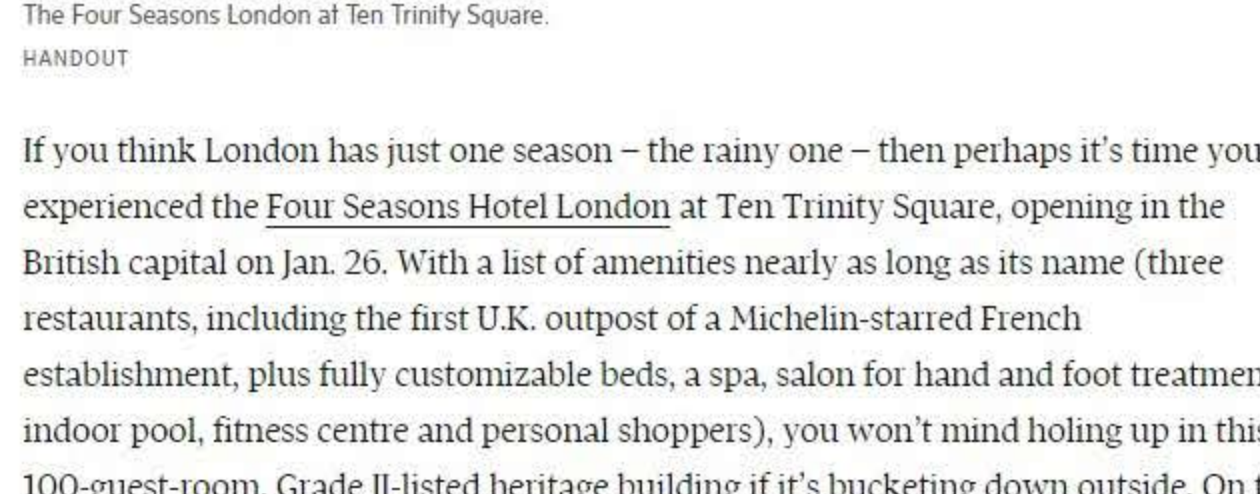 The Four Seasons London at Ten Trinity Square.
HANDOUT
If you think London has just one season – the rainy one – then perhaps it’s time you
experienced the Four Seasons Hotel London at Ten Trinity Square, opening in the
British capital on Jan. 26. With a list of amenities nearly as long as its name (three
restaurants, including the first U.K. outpost of a Michelin-starred French
establishment, plus fully customizable beds, a spa, salon for hand and foot
indoor pool, fitness centre and personal shoppers), you won’t mind holing up in this
100-guest-room, Grade II-listed heritage building if it’s bucketing down outside. On